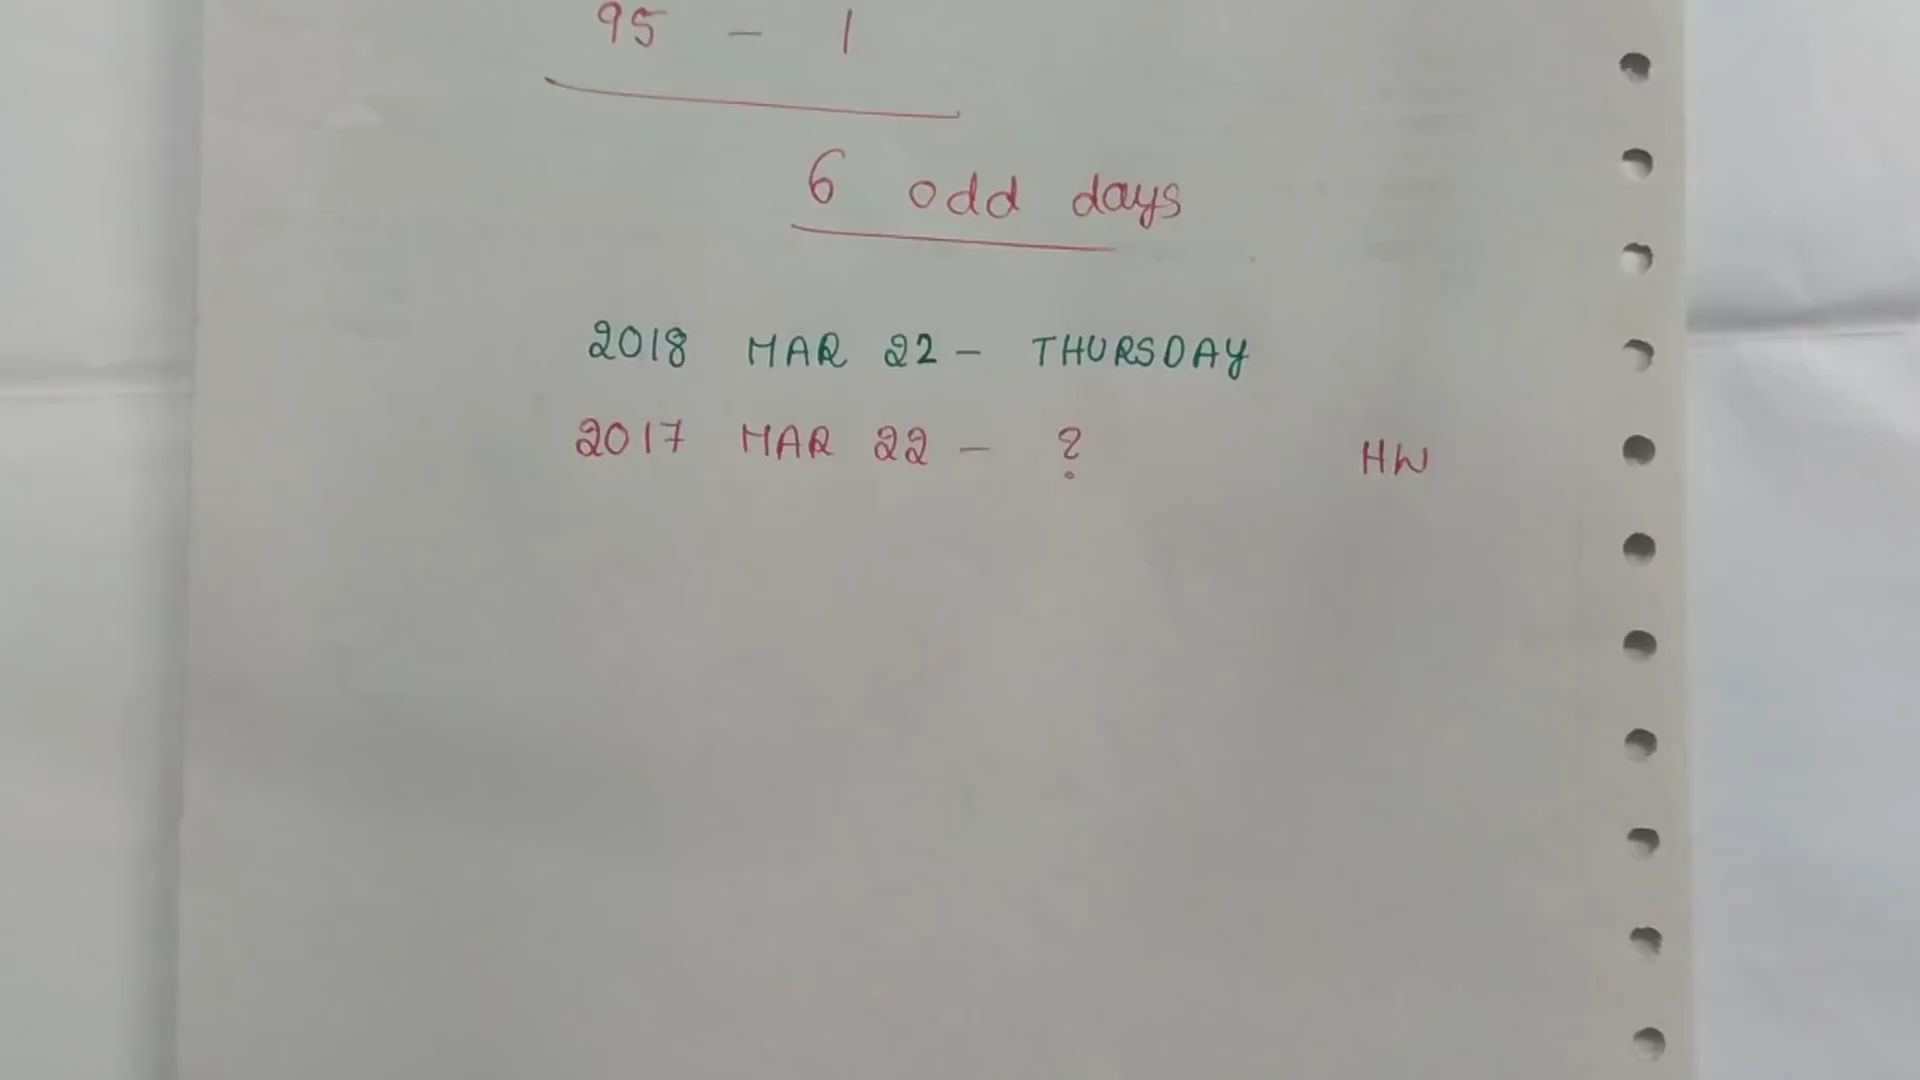 95 - 1
6 odd days
2018 MAR 22 - THURSDAY
2017 MAR 22 - ? HW